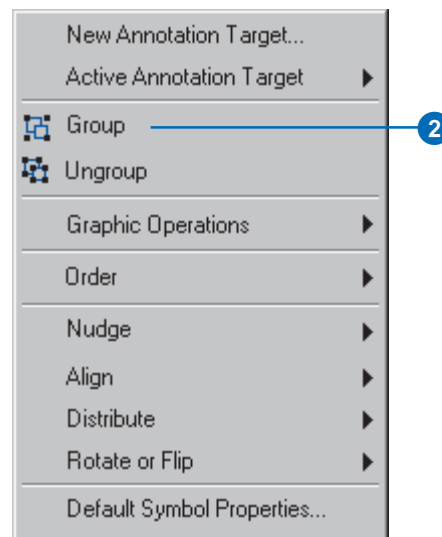 New Annotation Target...
Active Annotation Target
Group
2
Ungroup
Graphic Operations
Order
Nudge
Align
Distribute
Rotate or Flip
Default Symbol Properties...